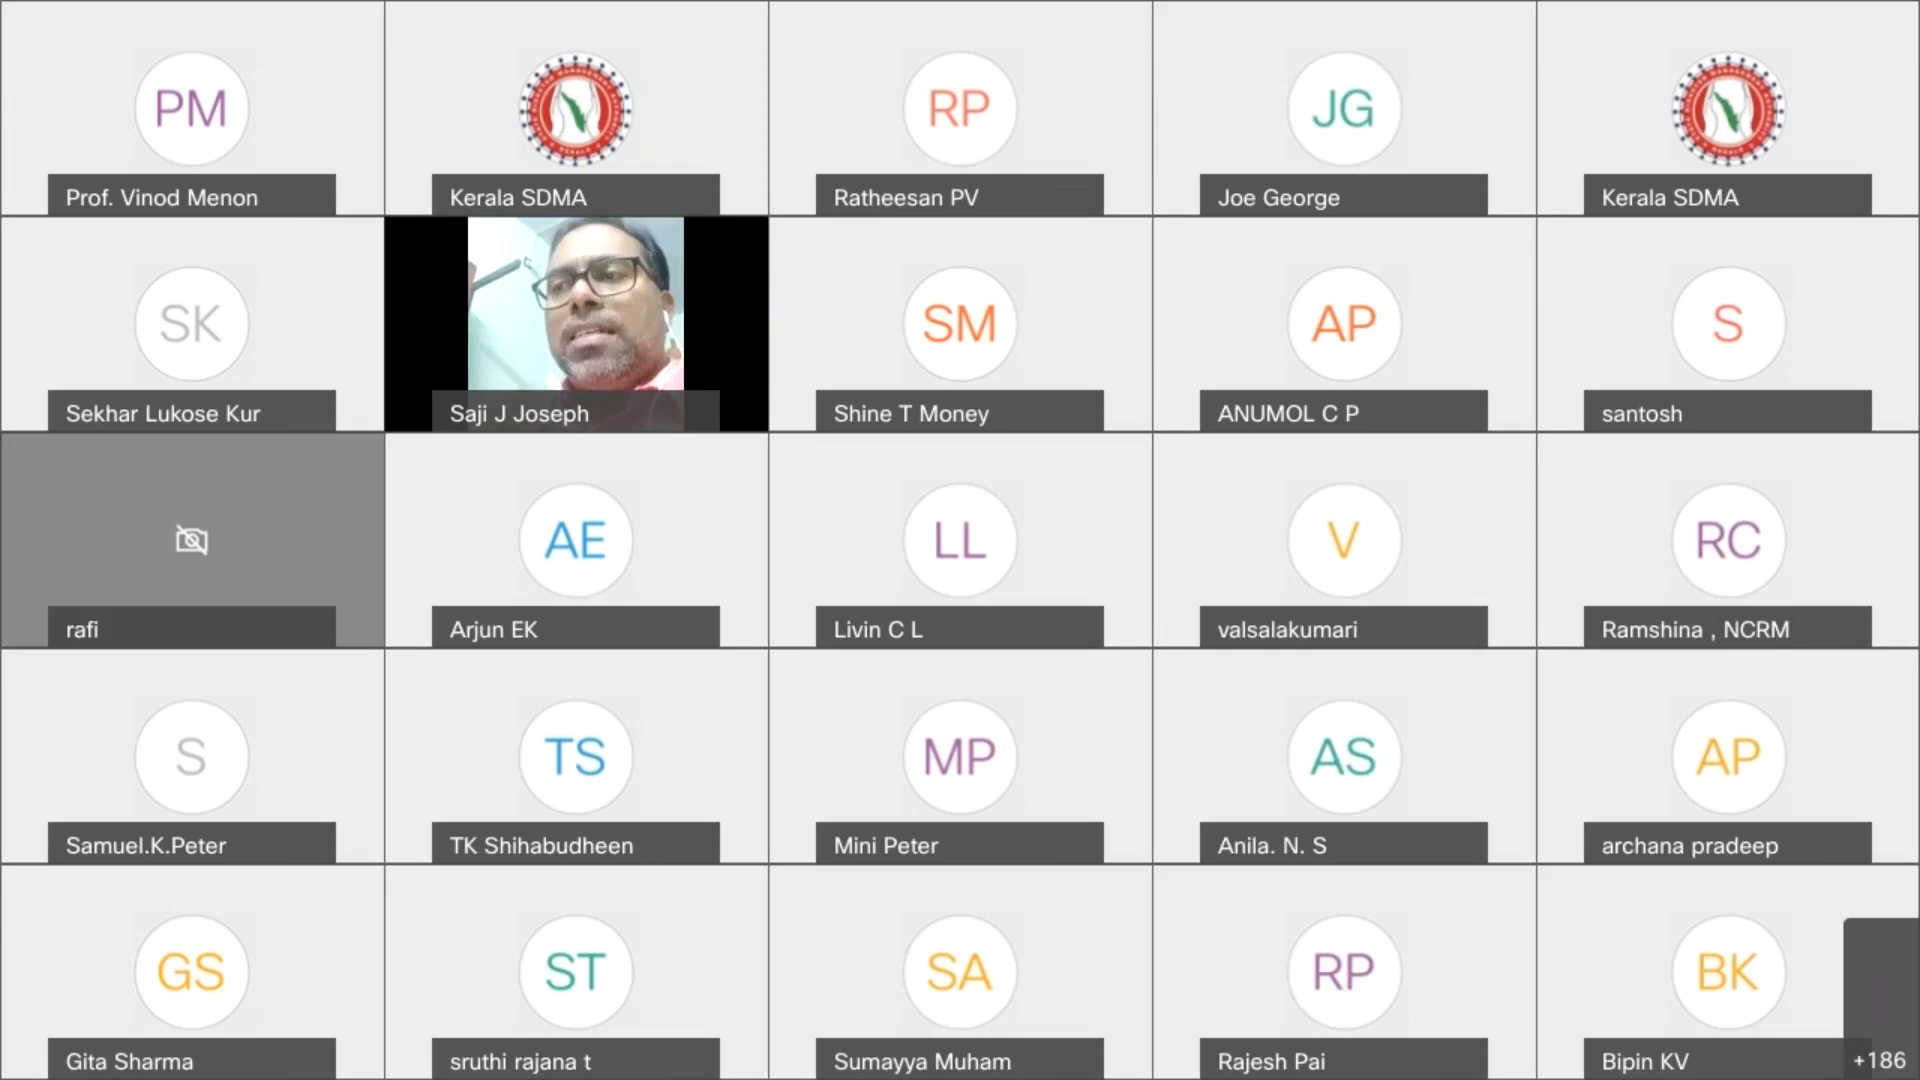 PM
Prof. Vinod Menon
Kerala SDMA
RP
Ratheesan PV
JG
Joe George
Kerala SDMA
SK
Sekhar Lukose Kur
Saji J Joseph
SM
Shine T Money
AP
ANUMOL C P
S
santosh
rafi
AE
Arjun EK
LL
Livin C L
V
valsalakumari
RC
Ramshina , NCRM
S
Samuel.K.Peter
TS
TK Shihabudheen
MP
Mini Peter
AS
Anila. N. S
AP
archana pradeep
GS
Gita Sharma
ST
sruthi rajana t
SA
Sumayya Muham
RP
Rajesh Pai
BK
Bipin KV
+186